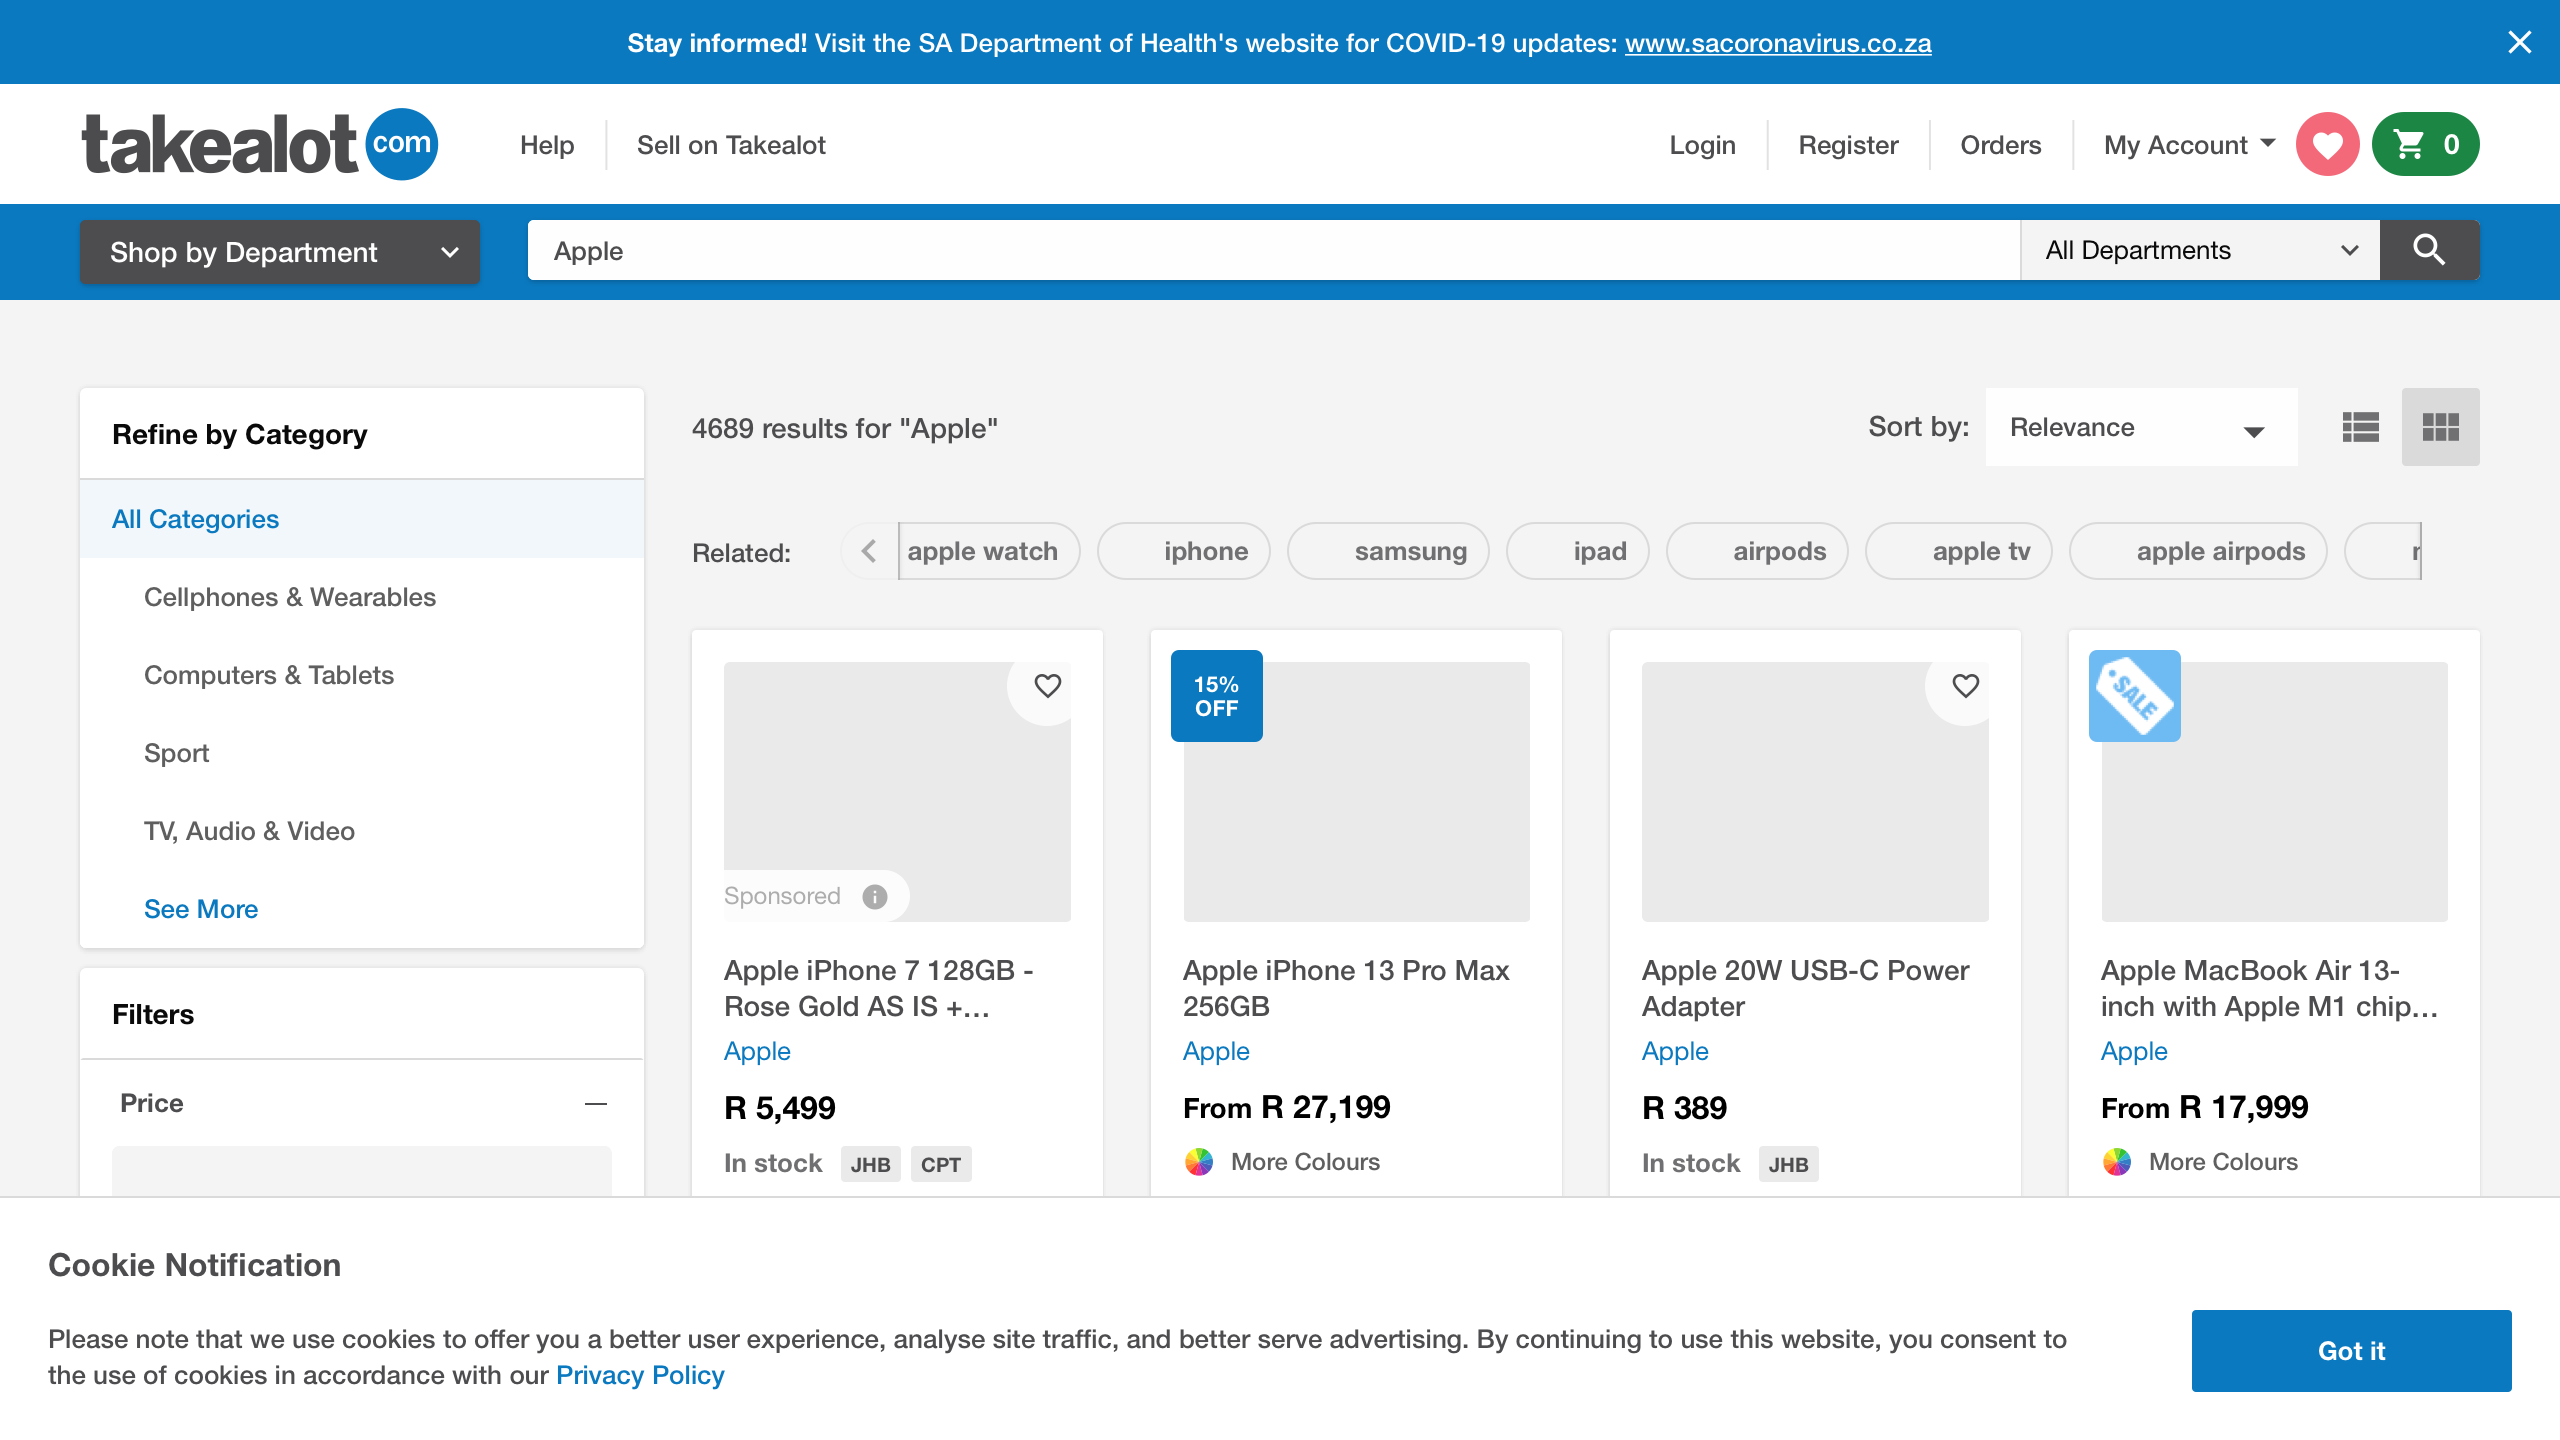 Stay informed! Visit the SA Department of Health's website for COVID-19 updates: www.sacoronavirus.co.za
takealot com
Help
Sell on Takealot
Login
Register
Orders
My Account
0
Shop by Department
Apple
All Departments
Refine by Category
All Categories
Cellphones & Wearables
Computers & Tablets
Sport
TV, Audio & Video
See More
Filters
Price
4689 results for "Apple"
Sort by:
Relevance
Related:
apple watch
iphone
samsung
ipad
airpods
apple tv
apple airpods
Sponsored
Apple iPhone 7 128GB -
Rose Gold AS IS +...
Apple
R 5,499
In stock
JHB
CPT
15%
OFF
Apple iPhone 13 Pro Max
256GB
Apple
From R 27,199
More Colours
Apple 20W USB-C Power
Adapter
Apple
R 389
In stock
JHB
SALE
Apple MacBook Air 13-
inch with Apple M1 chip...
Apple
From R 17,999
More Colours
Cookie Notification
Please note that we use cookies to offer you a better user experience, analyse site traffic, and better serve advertising. By continuing to use this website, you consent to
the use of cookies in accordance with our Privacy Policy
Got it